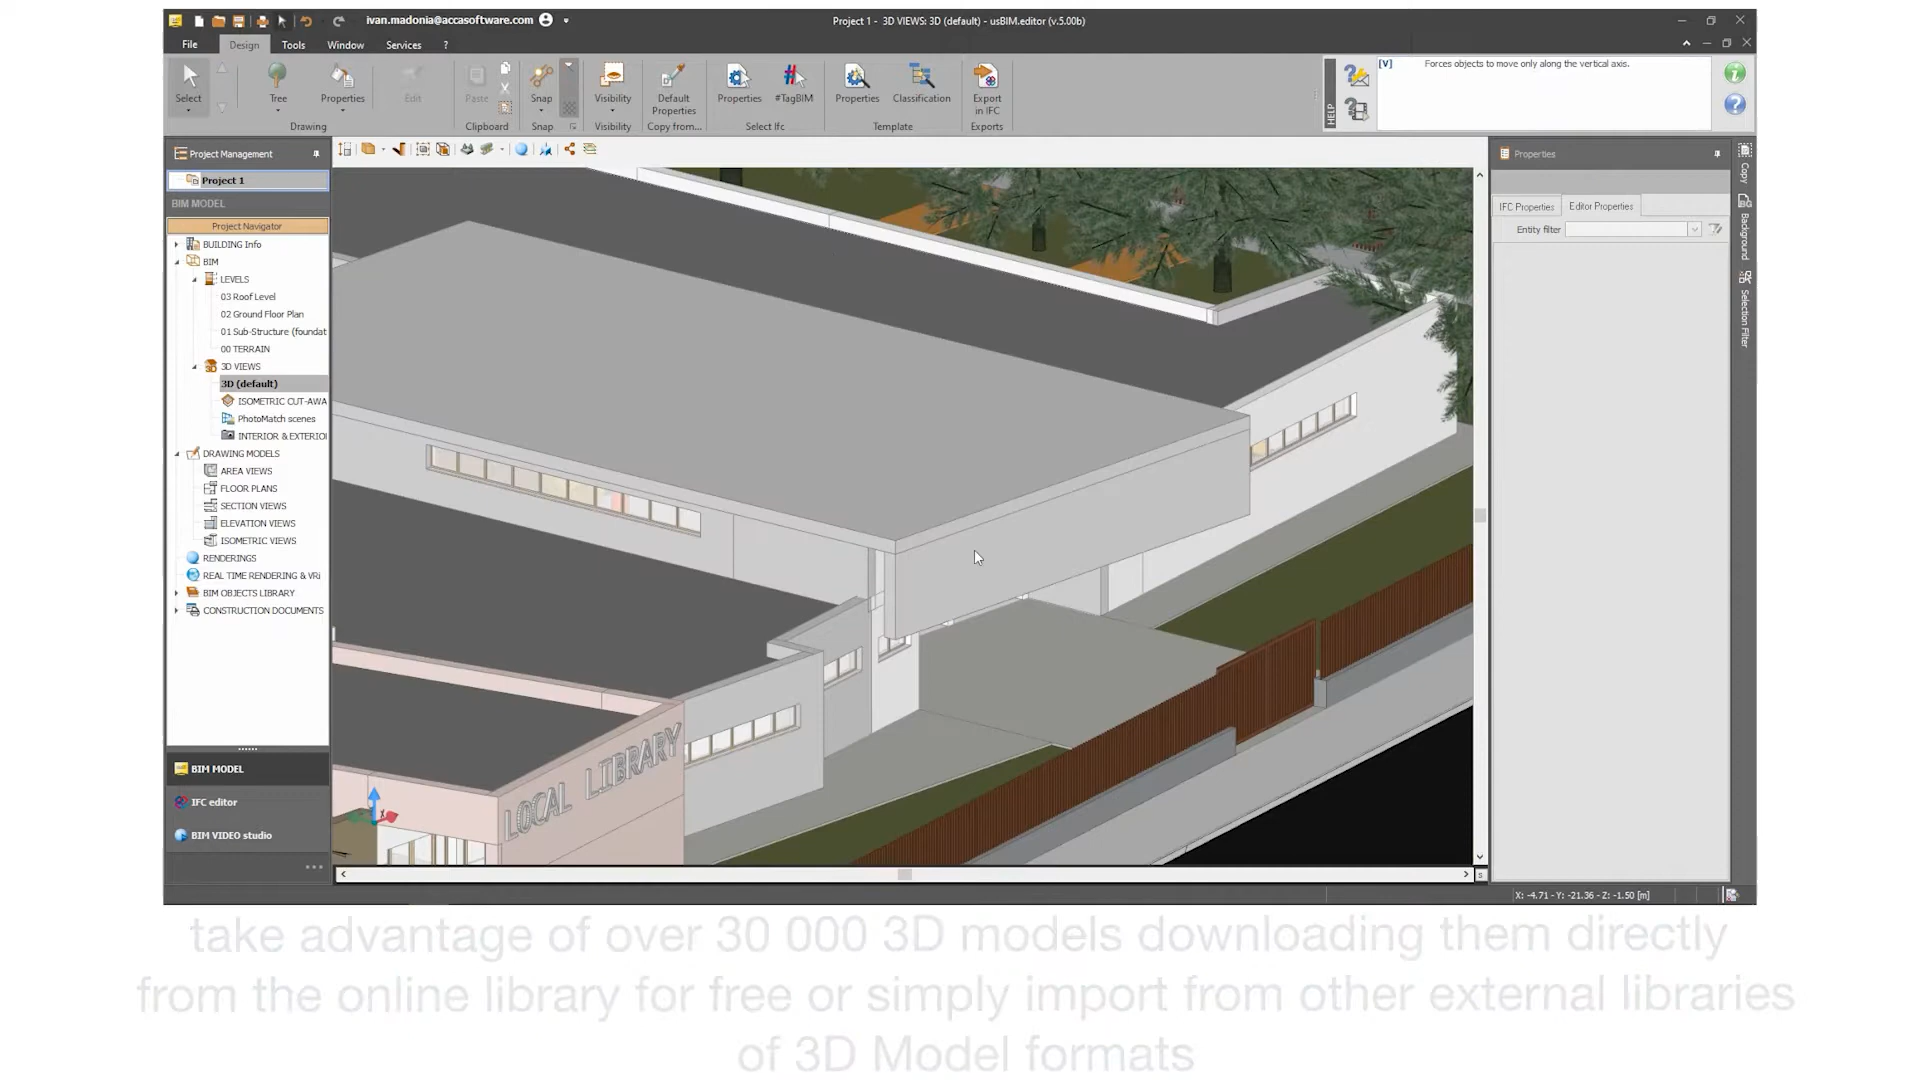 ivan.madonia@accasoftware.com
Project 1 - 3D VIEWS: 3D (default) - usBIM.editor (v.5.00b)
File Design Tools Window Services ?
Select Tree Properties Edit Paste Snap Visibility Default Properties Properties #TagBIM Properties Classification Export in IFC
Drawing Clipboard Snap Visibility Copy from... Select Ifc Template Exports
HELP
[V] Forces objects to move only along the vertical axis.
Project Management
Project 1
BIM MODEL
Project Navigator
BUILDING Info
BIM
LEVELS
03 Roof Level
02 Ground Floor Plan
01 Sub-Structure (foundat
00 TERRAIN
3D VIEWS
3D (default)
ISOMETRIC CUT-AWA
PhotoMatch scenes
INTERIOR & EXTERIO
DRAWING MODELS
AREA VIEWS
FLOOR PLANS
SECTION VIEWS
ELEVATION VIEWS
ISOMETRIC VIEWS
RENDERINGS
REAL TIME RENDERING & VRi
BIM OBJECTS LIBRARY
CONSTRUCTION DOCUMENTS
BIM MODEL
IFC editor
BIM VIDEO studio
LOCAL LIBRARY
Properties
IFC Properties Editor Properties
Entity filter
Copy
Background
Selection Filter
X: -4.71 - Y: -21.36 - Z: -1.50 [m]
take advantage of over 30 000 3D models downloading them directly
from the online library for free or simply import from other external libraries
of 3D Model formats